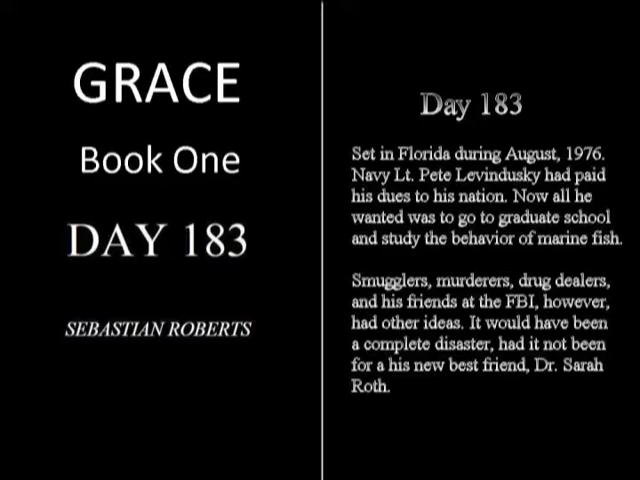 GRACE
Book One
DAY 183
SEBASTIAN ROBERTS
Day 183
Set in Florida during August, 1976.
Navy Lt. Pete Levindusky had paid
his dues to his nation. Now all he
wanted was to go to graduate school
and study the behavior of marine fish.
Smugglers, murderers, drug dealers,
and his friends at the FBI, however,
had other ideas. It would have been
a complete disaster, had it not been
for a his new best friend, Dr. Sarah
Roth.